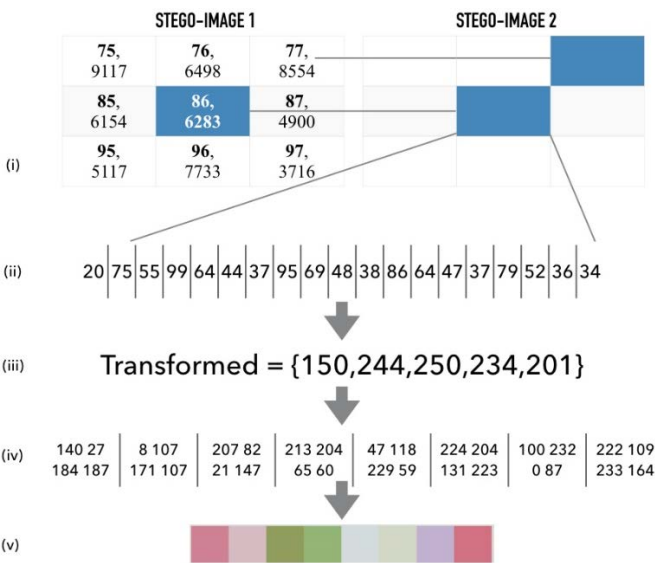 STEGO-IMAGE 1 STEGO-IMAGE 2
75, 76, 77,
9117 6498 8554
85, 86, 87,
6154 6283 4900
95, 96, 97,
5117 7733 3716
(i)
(ii) 20 75 55 99 64 44 37 95 69 48 38 86 64 47 37 79 52 36 34
(iii) Transformed = {150,244,250,234,201}
(iv) 140 27 8 107 207 82 213 204 47 118 224 204 100 232 222 109
184 187 171 107 21 147 65 60 229 59 131 223 0 87 233 164
(v)